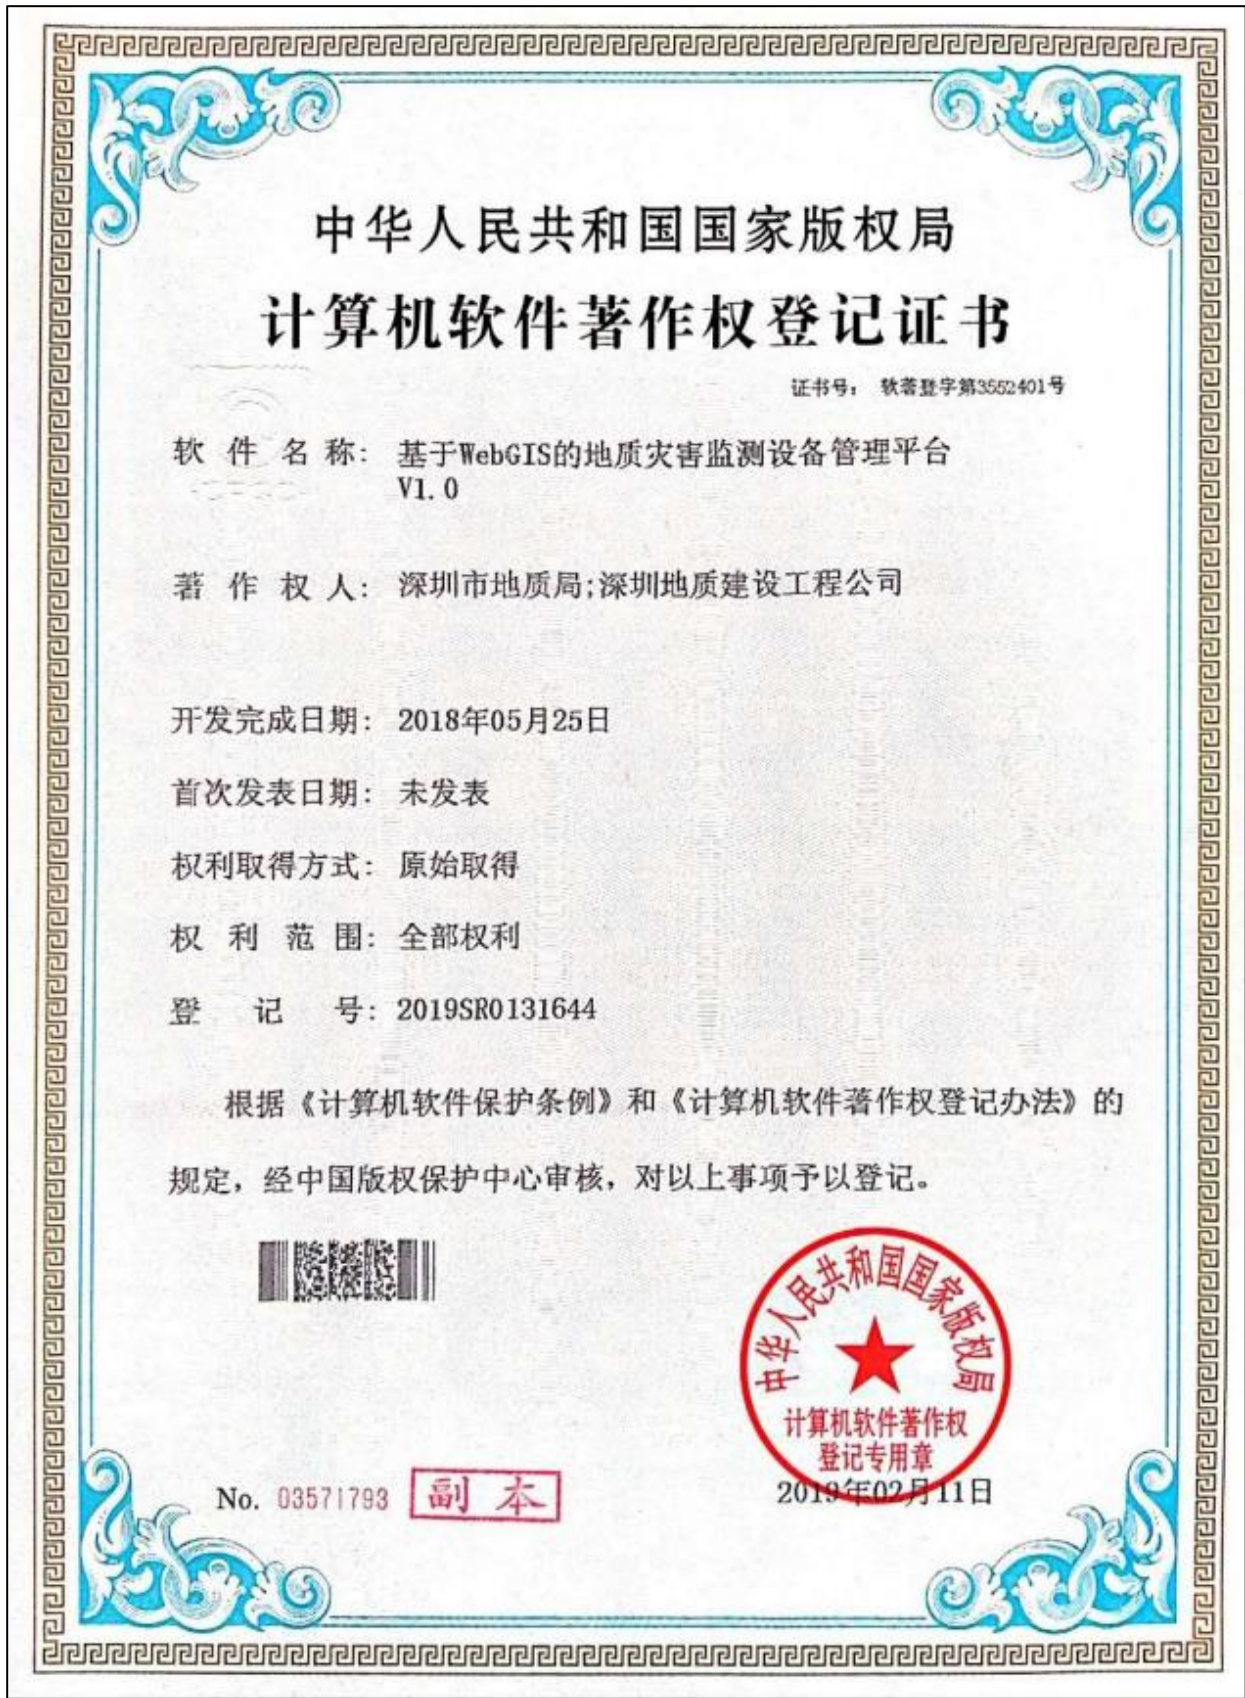 中华人民共和国国家版权局
计算机软件著作权登记证书
证书号： 软著登字第3552401号
软件名称： 基于WebGIS的地质灾害监测设备管理平台
V1.0
著作权人： 深圳市地质局;深圳地质建设工程公司
开发完成日期： 2018年05月25日
首次发表日期： 未发表
权利取得方式： 原始取得
权利范围： 全部权利
登记号： 2019SR0131644
根据《计算机软件保护条例》和《计算机软件著作权登记办法》的
规定，经中国版权保护中心审核，对以上事项予以登记。
中华人民共和国国家版权局
计算机软件著作权
登记专用章
No. 03571793 副本
2019年02月11日